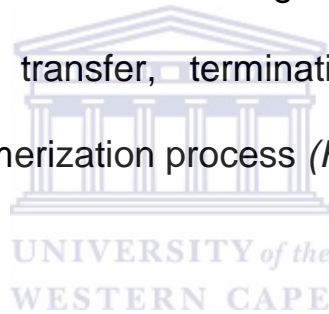 transfer, terminati
merization process (
UNIVERSITY of the
WESTERN CAPE